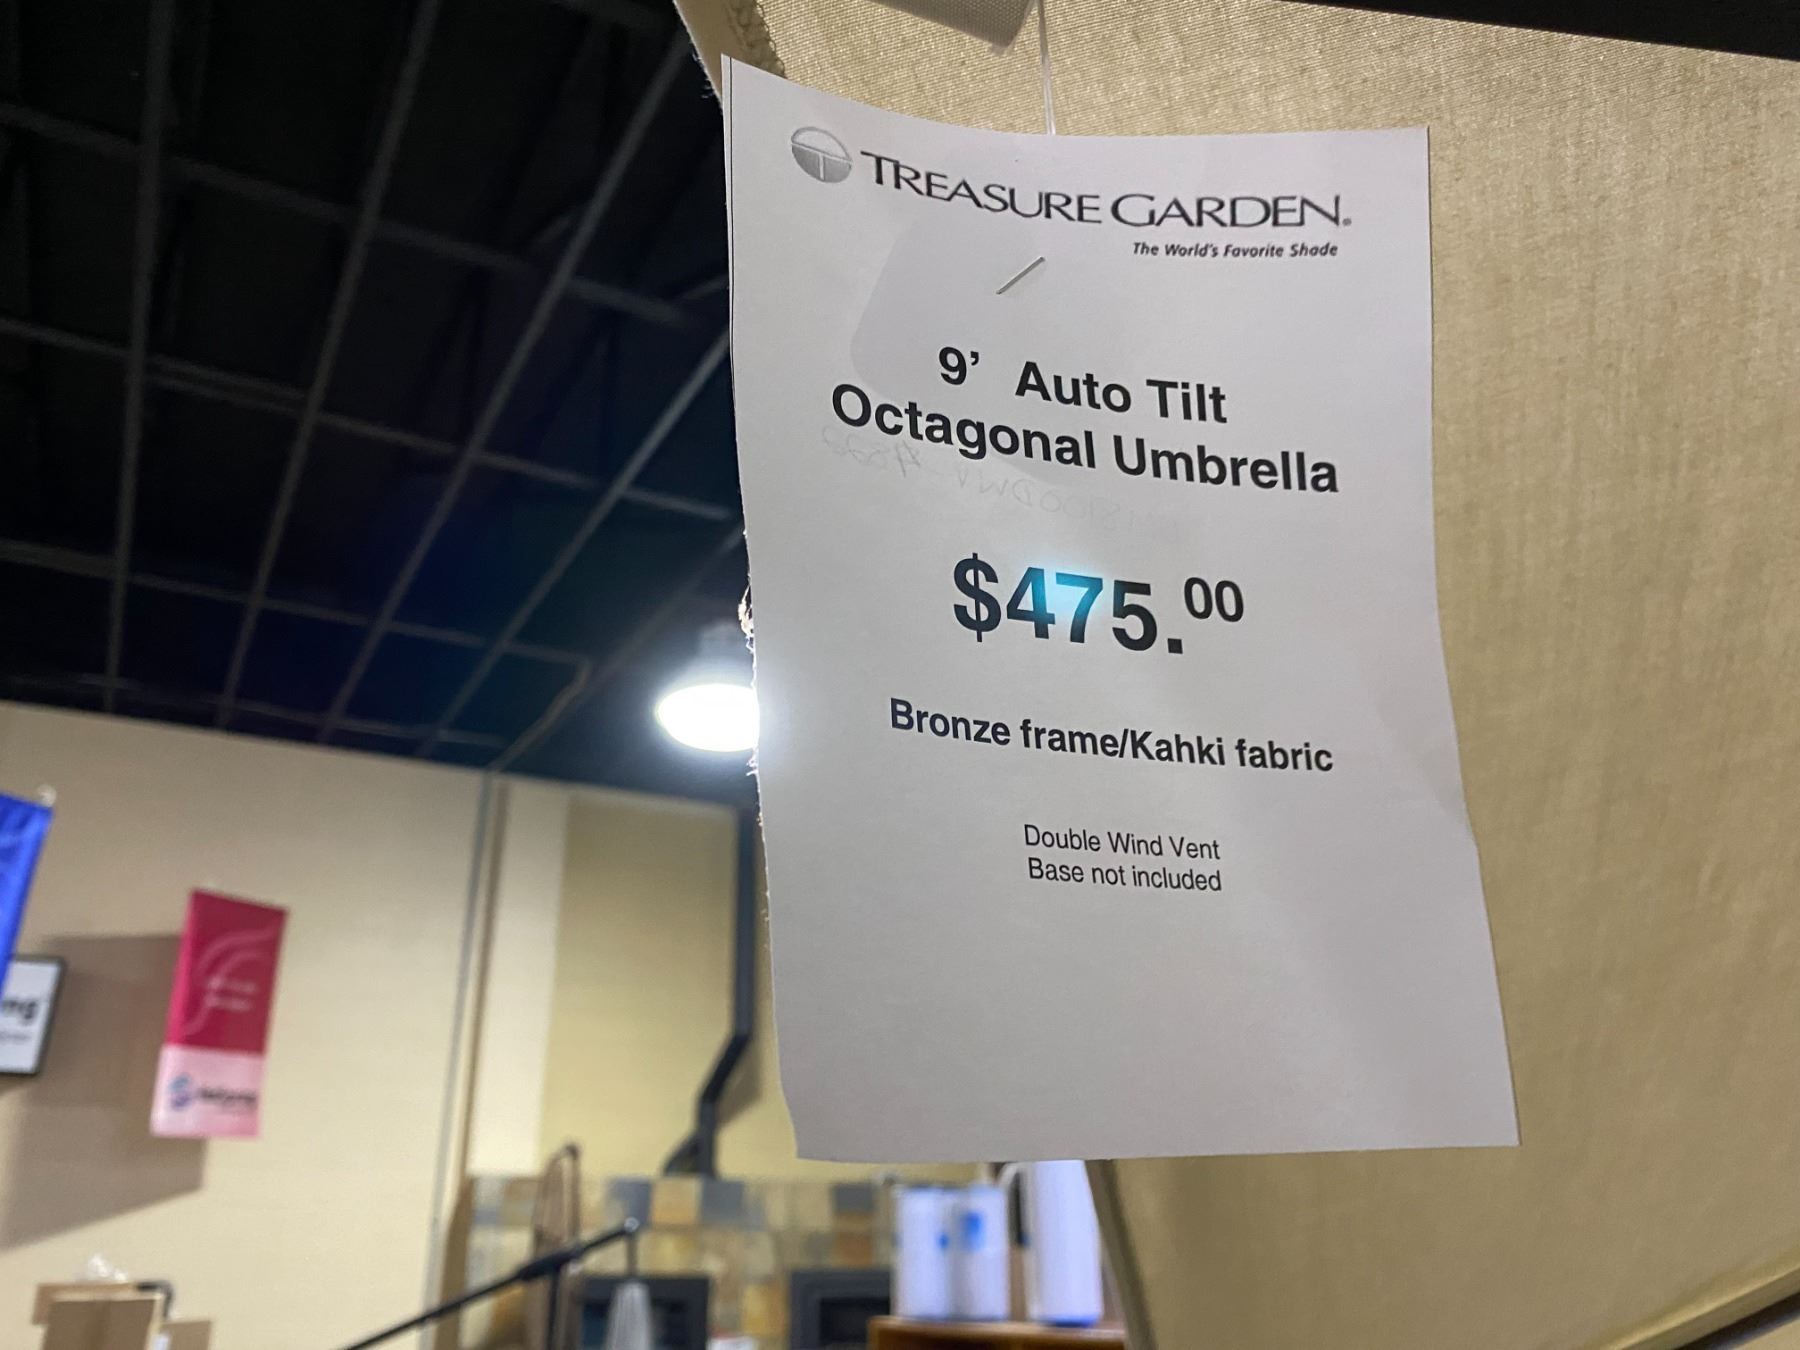 TREASURE GARDEN®
The World's Favorite Shade
9' Auto Tilt
Octagonal Umbrella
$475.00
Bronze frame/Kahki fabric
Double Wind Vent
Base not included
ng